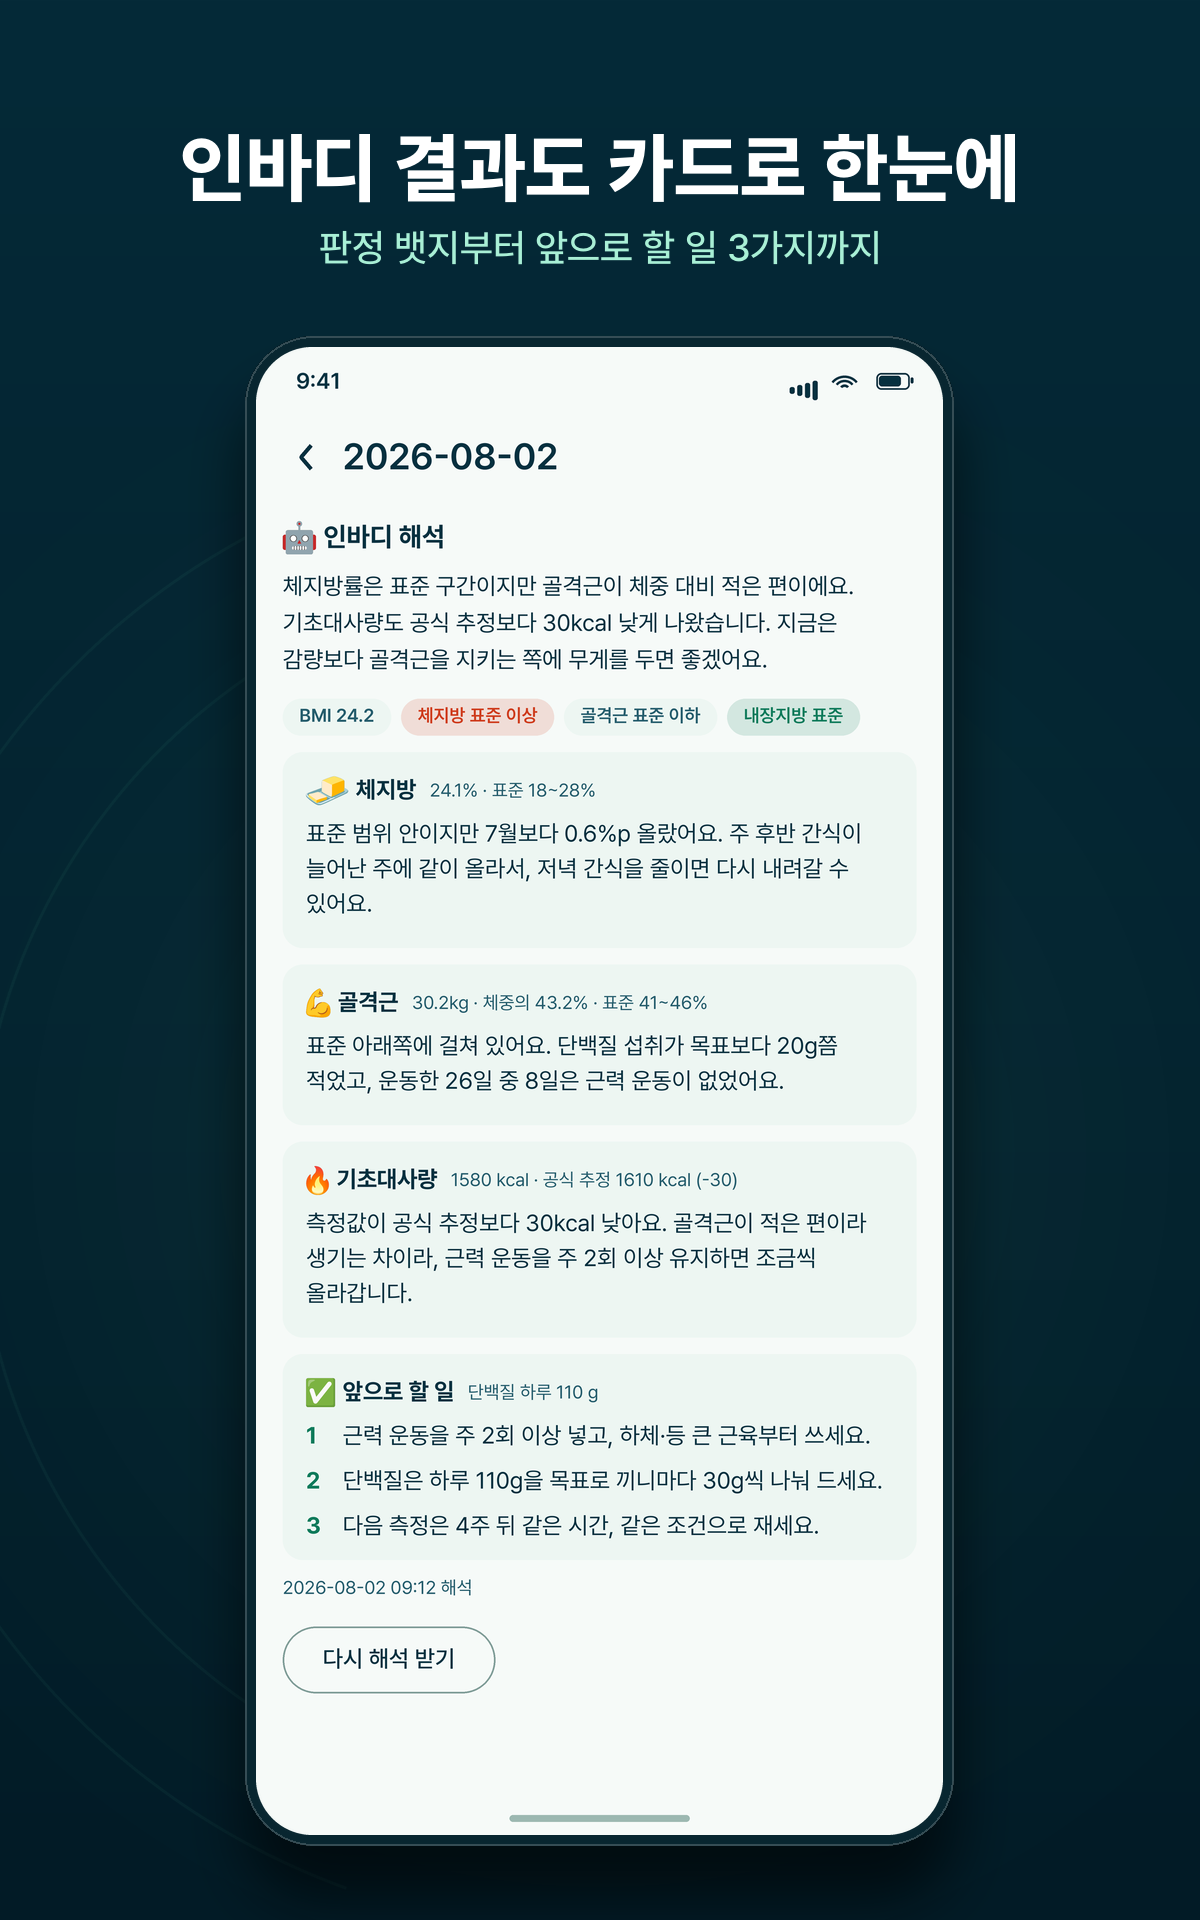 인바디 결과도 카드로 한눈에
판정 뱃지부터 앞으로 할 일 3가지까지
9:41
2026-08-02
인바디 해석
체지방률은 표준 구간이지만 골격근이 체중 대비 적은 편이에요.
기초대사량도 공식 추정보다 30kcal 낮게 나왔습니다. 지금은
감량보다 골격근을 지키는 쪽에 무게를 두면 좋겠어요.
BMI 24.2 체지방 표준 이상 골격근 표준 이하 내장지방 표준
체지방 24.1% · 표준 18~28%
표준 범위 안이지만 7월보다 0.6%p 올랐어요. 주 후반 간식이
늘어난 주에 같이 올라서, 저녁 간식을 줄이면 다시 내려갈 수
있어요.
골격근 30.2kg · 체중의 43.2% · 표준 41~46%
표준 아래쪽에 걸쳐 있어요. 단백질 섭취가 목표보다 20g쯤
적었고, 운동한 26일 중 8일은 근력 운동이 없었어요.
기초대사량 1580 kcal · 공식 추정 1610 kcal (-30)
측정값이 공식 추정보다 30kcal 낮아요. 골격근이 적은 편이라
생기는 차이라, 근력 운동을 주 2회 이상 유지하면 조금씩
올라갑니다.
앞으로 할 일 단백질 하루 110 g
1 근력 운동을 주 2회 이상 넣고, 하체·등 큰 근육부터 쓰세요.
2 단백질은 하루 110g을 목표로 끼니마다 30g씩 나눠 드세요.
3 다음 측정은 4주 뒤 같은 시간, 같은 조건으로 재세요.
2026-08-02 09:12 해석
다시 해석 받기